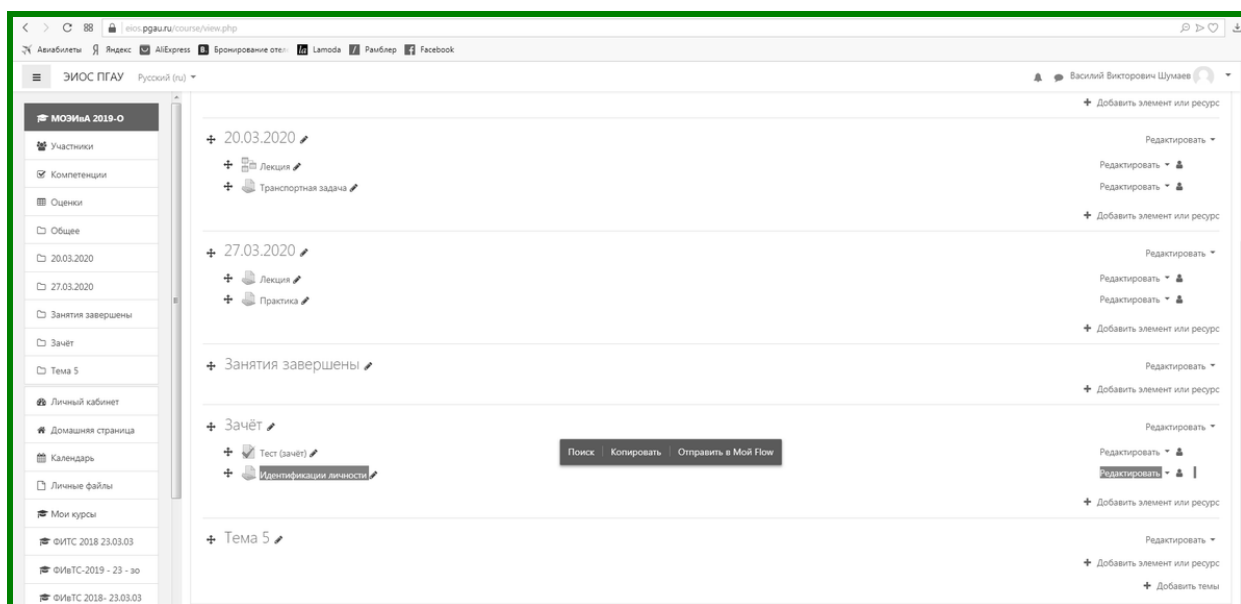 88 eios.pgau.ru/course/view.php
Авиабилеты Яндекс AliExpress Бронирование отел Lamoda Рамблер Facebook
ЭИОС ПГАУ Русский (ru) Василий Викторович Шумаев
Добавить элемент или ресурс
МОЭИвА 2019-О
Участники
Компетенции
Оценки
Общее
20.03.2020
27.03.2020
Занятия завершены
Зачёт
Тема 5
Личный кабинет
Домашняя страница
Календарь
Личные файлы
Мои курсы
ФИТС 2018 23.03.03
ФИвТС-2019 - 23 - зо
ФИвТС 2018- 23.03.03
20.03.2020 Редактировать
Лекция Редактировать
Транспортная задача Редактировать
Добавить элемент или ресурс
27.03.2020 Редактировать
Лекция Редактировать
Практика Редактировать
Добавить элемент или ресурс
Занятия завершены Редактировать
Добавить элемент или ресурс
Зачёт Редактировать
Поиск Копировать Отправить в Мой Flow
Тест (зачёт) Редактировать
Идентификации личности Редактировать
Добавить элемент или ресурс
Тема 5 Редактировать
Добавить элемент или ресурс
Добавить темы